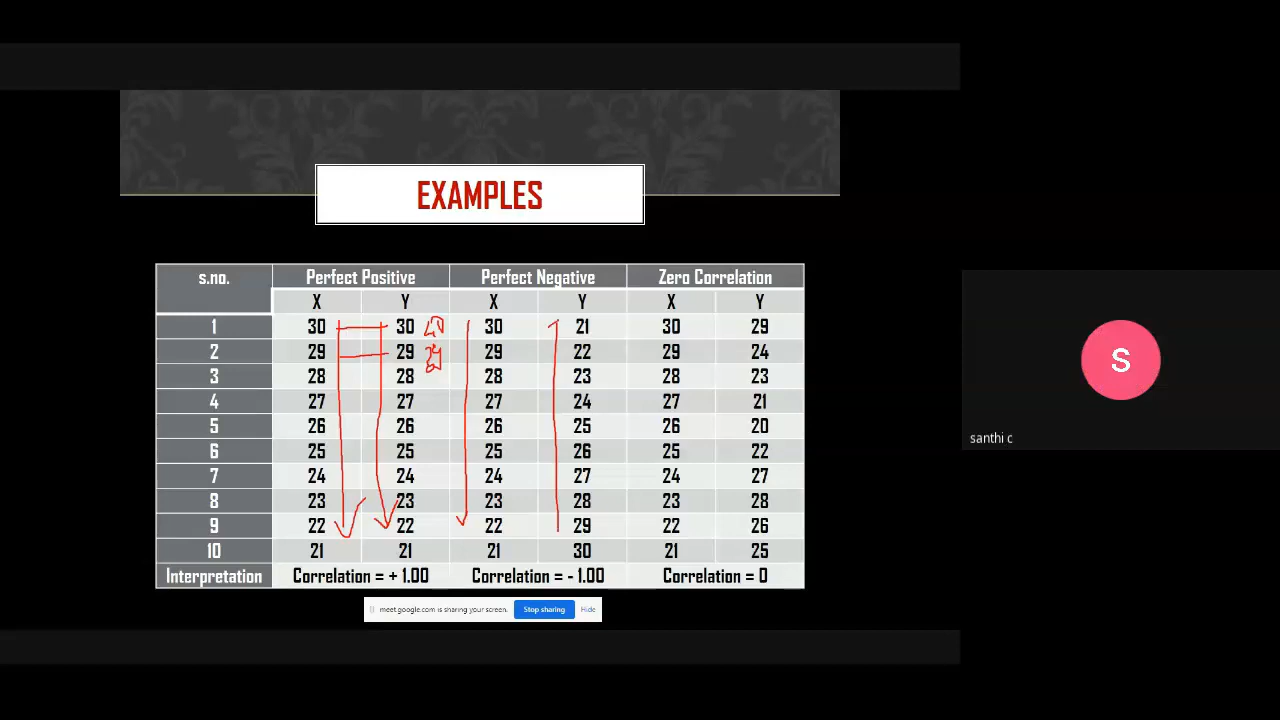 EXAMPLES
s.no. Perfect Positive Perfect Negative Zero Correlation
X Y X Y X Y
1 30 30 30 21 30 29
2 29 29 29 22 29 24
3 28 28 28 23 28 23
4 27 27 27 24 27 21
5 26 26 26 25 26 20
6 25 25 25 26 25 22
7 24 24 24 27 24 27
8 23 23 23 28 23 28
9 22 22 22 29 22 26
10 21 21 21 30 21 25
Interpretation Correlation = + 1.00 Correlation = - 1.00 Correlation = 0
meet.google.com is sharing your screen. Stop sharing Hide
S
santhi c